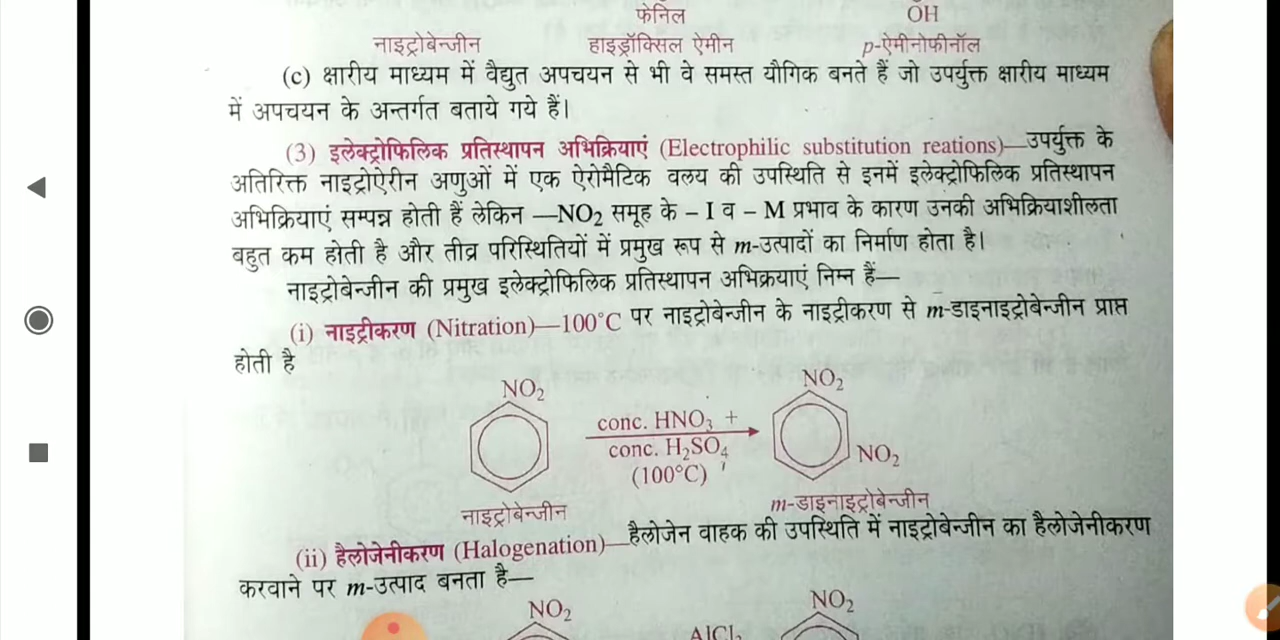 फेनिल
OH
नाइट्रोबेन्जीन
हाइड्रॉक्सिल ऐमीन
p-ऐमीनोफीनॉल
(c) क्षारीय माध्यम में वैद्युत अपचयन से भी वे समस्त यौगिक बनते हैं जो उपर्युक्त क्षारीय माध्यम
में अपचयन के अन्तर्गत बताये गये हैं।
(3) इलेक्ट्रोफिलिक प्रतिस्थापन अभिक्रियाएं (Electrophilic substitution reations)—उपर्युक्त के
अतिरिक्त नाइट्रोऐरीन अणुओं में एक ऐरोमैटिक वलय की उपस्थिति से इनमें इलेक्ट्रोफिलिक प्रतिस्थापन
अभिक्रियाएं सम्पन्न होती हैं लेकिन —NO₂ समूह के – I व – M प्रभाव के कारण उनकी अभिक्रियाशीलता
बहुत कम होती है और तीव्र परिस्थितियों में प्रमुख रूप से m-उत्पादों का निर्माण होता है।
नाइट्रोबेन्जीन की प्रमुख इलेक्ट्रोफिलिक प्रतिस्थापन अभिक्रयाएं निम्न हैं—
(i) नाइट्रीकरण (Nitration)—100°C पर नाइट्रोबेन्जीन के नाइट्रीकरण से m-डाइनाइट्रोबेन्जीन प्राप्त
होती है
NO₂
NO₂
conc. HNO₃ +
conc. H₂SO₄
(100°C)
NO₂
नाइट्रोबेन्जीन
m-डाइनाइट्रोबेन्जीन
(ii) हैलोजेनीकरण (Halogenation)—हैलोजेन वाहक की उपस्थिति में नाइट्रोबेन्जीन का हैलोजेनीकरण
करवाने पर m-उत्पाद बनता है—
NO₂
NO₂